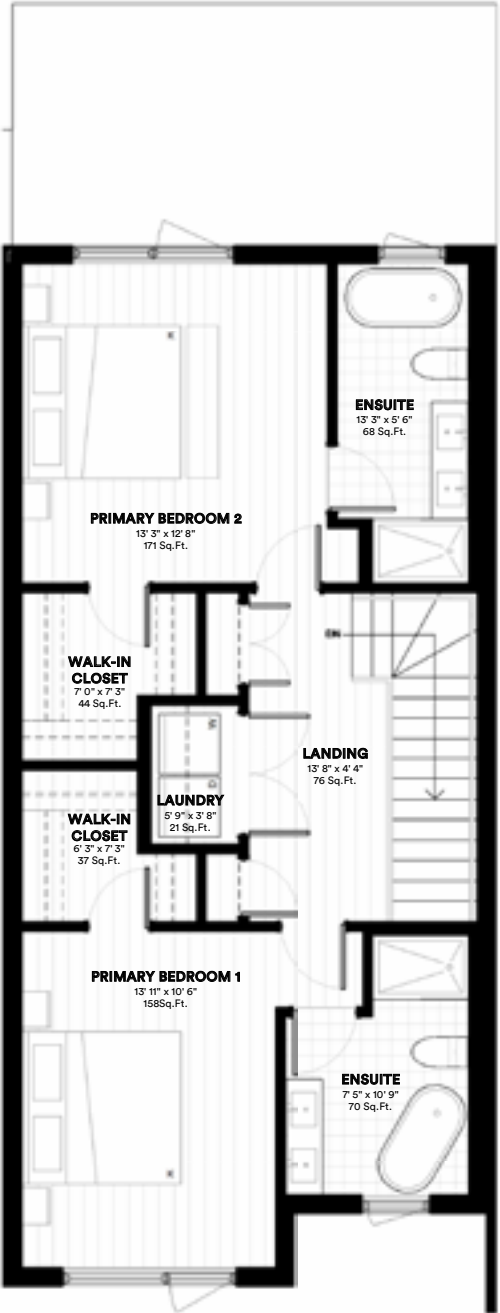 ENSUITE
13' 3" x 5' 6"
68 Sq.Ft.
PRIMARY BEDROOM 2
13' 3" x 12' 8"
171 Sq.Ft.
WALK-IN
CLOSET
7' 0" x 7' 3"
44 Sq.Ft.
LANDING
13' 8" x 4' 4"
76 Sq.Ft.
W
D
LAUNDRY
5' 9" x 3' 8"
21 Sq.Ft.
WALK-IN
CLOSET
6' 3" x 7' 3"
37 Sq.Ft.
PRIMARY BEDROOM 1
13' 11" x 10' 6"
158Sq.Ft.
ENSUITE
7' 5" x 10' 9"
70 Sq.Ft.
K
K